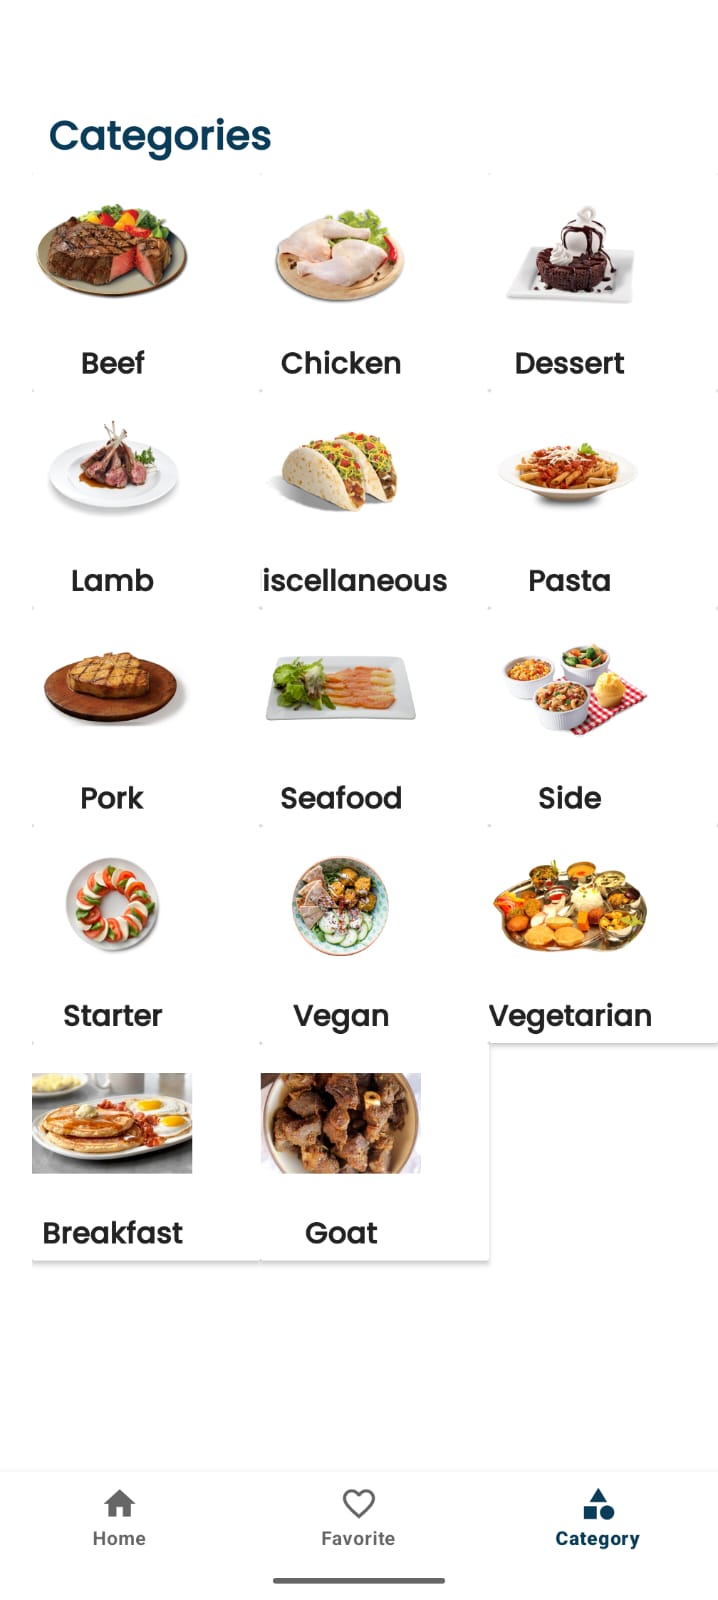 Categories
Beef
Chicken
Dessert
Lamb
iscellaneous
Pasta
Pork
Seafood
Side
Starter
Vegan
Vegetarian
Breakfast
Goat
Home
Favorite
Category